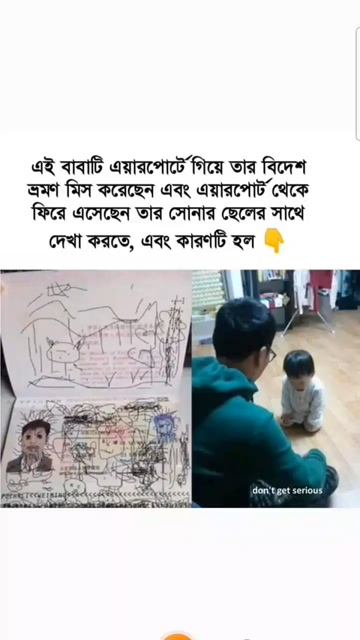 এই বাবাটি এয়ারপোর্টে গিয়ে তার বিদেশ
ভ্রমণ মিস করেছেন এবং এয়ারপোর্ট থেকে
ফিরে এসেছেন তার সোনার ছেলের সাথে
দেখা করতে, এবং কারণটি হল 👇
don't get serious